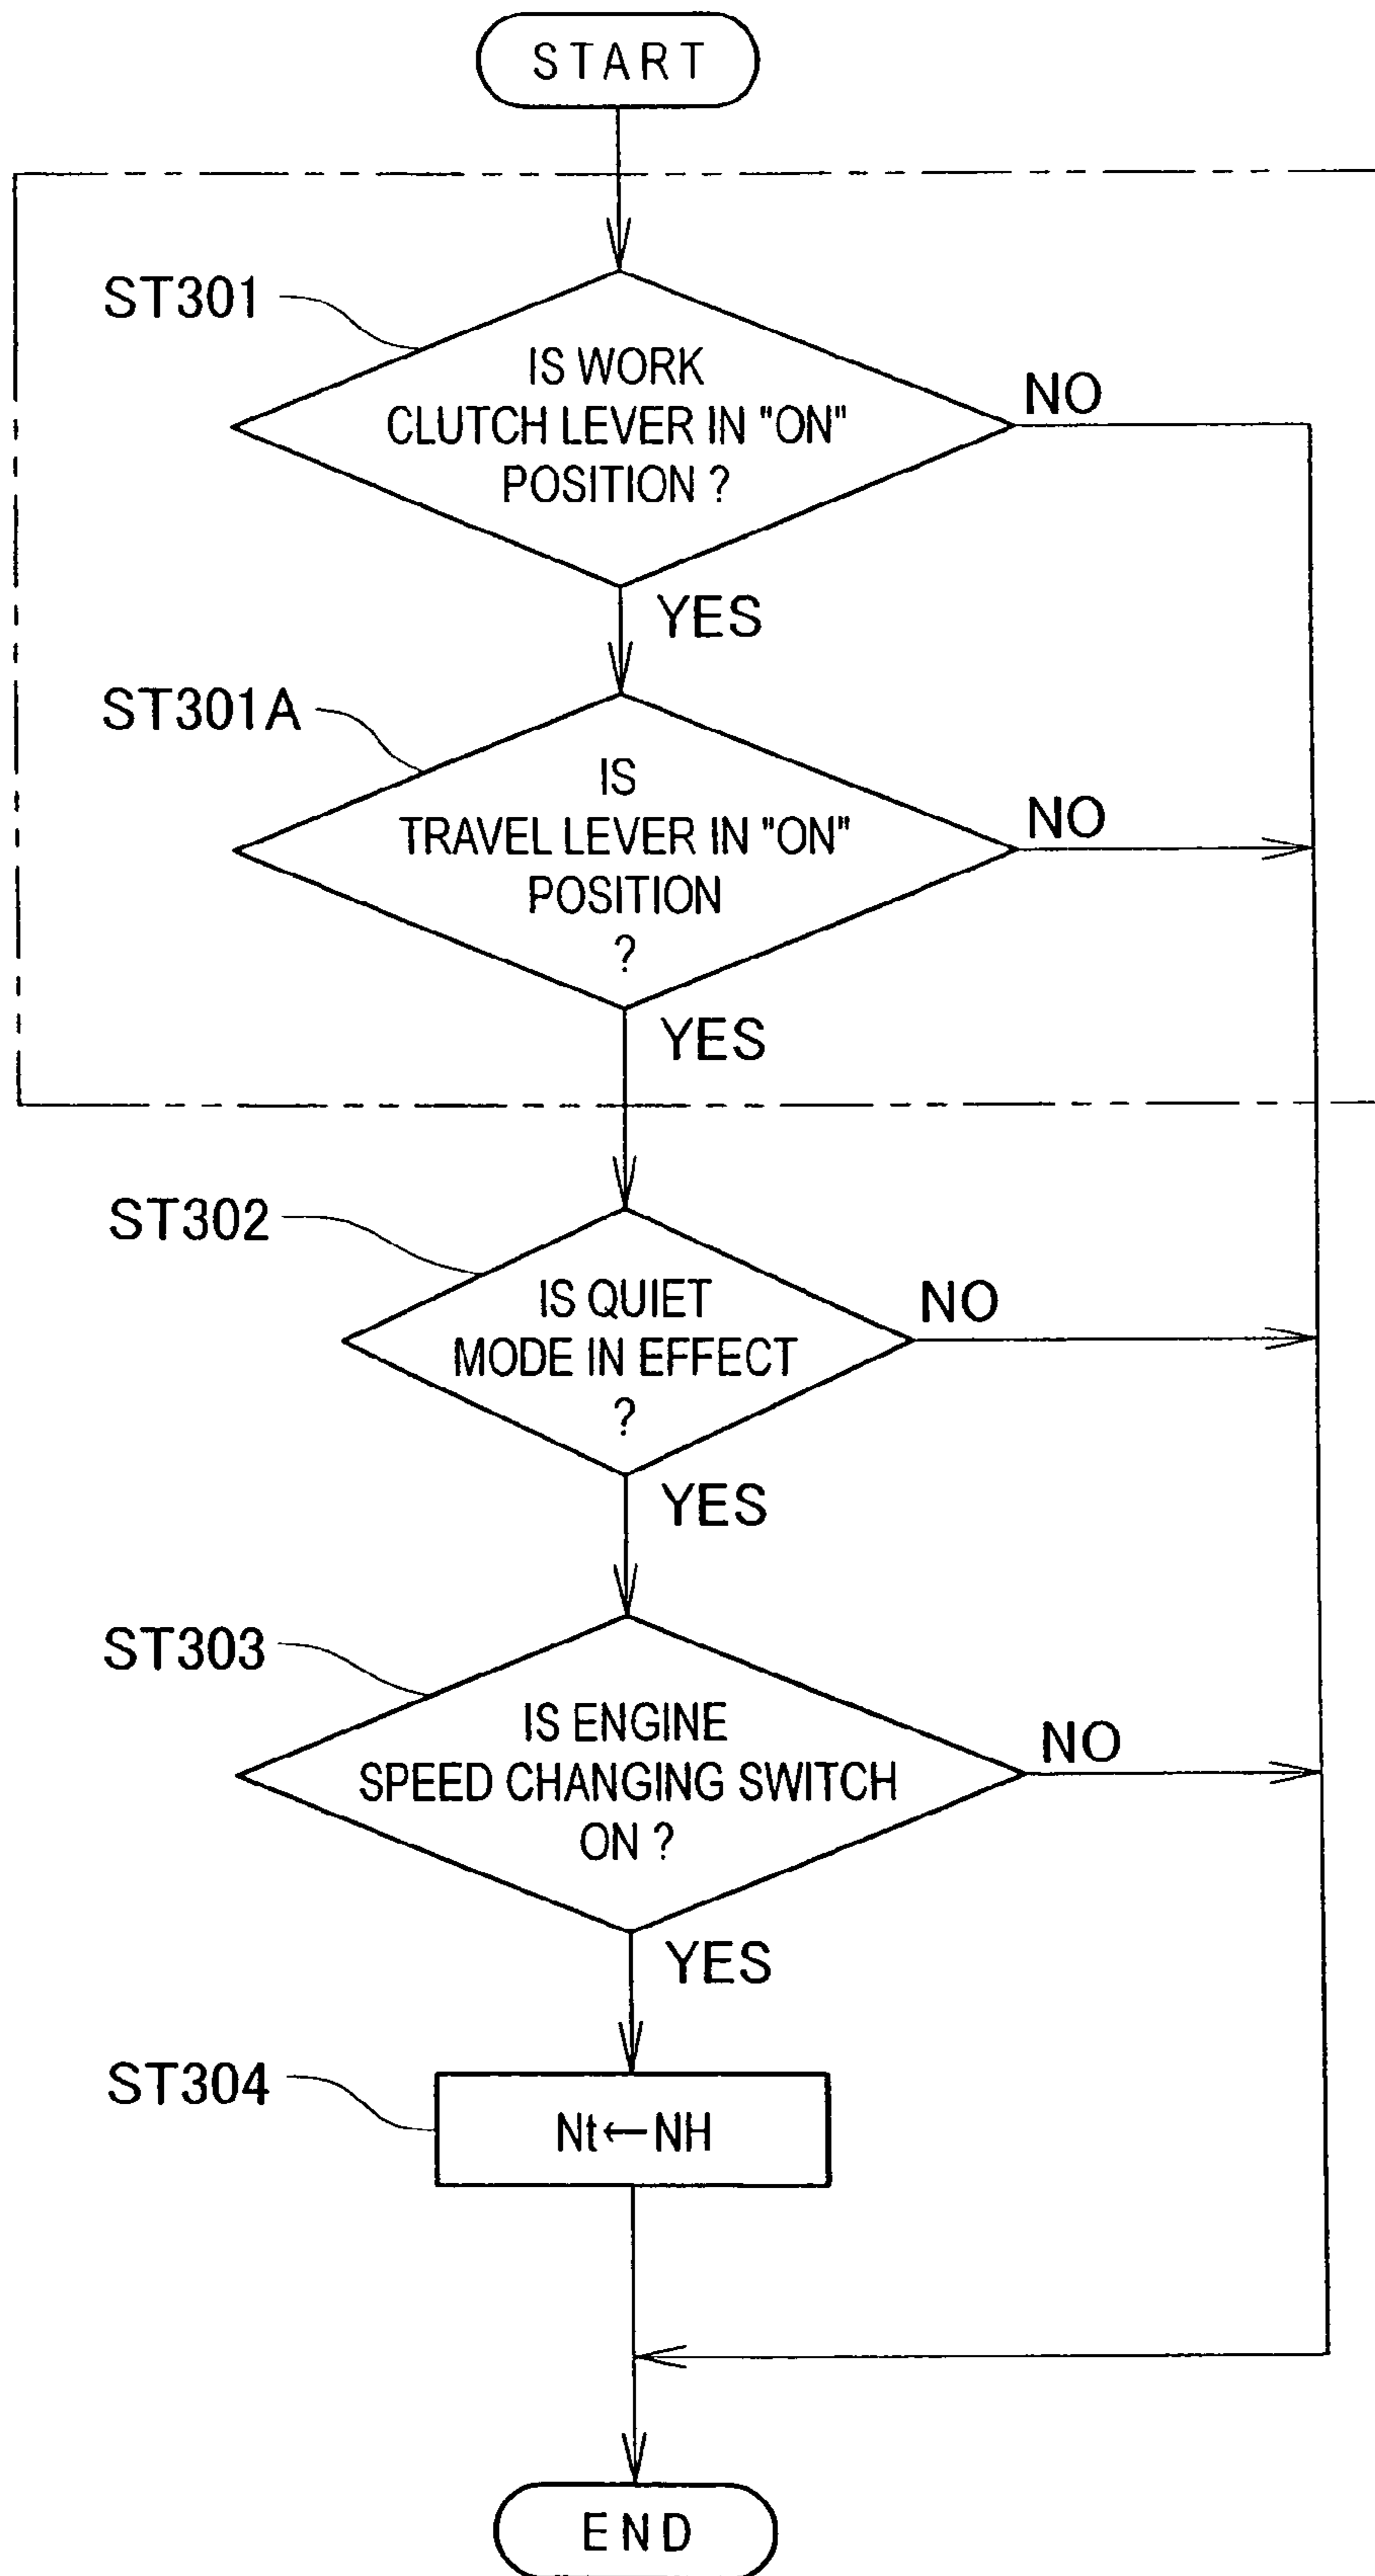 START
ST301
IS WORK
CLUTCH LEVER IN "ON"
POSITION ?
NO
YES
ST301A
IS
TRAVEL LEVER IN "ON"
POSITION
?
NO
YES
ST302
IS QUIET
MODE IN EFFECT
?
NO
YES
ST303
IS ENGINE
SPEED CHANGING SWITCH
ON ?
NO
YES
ST304
Nt←NH
END